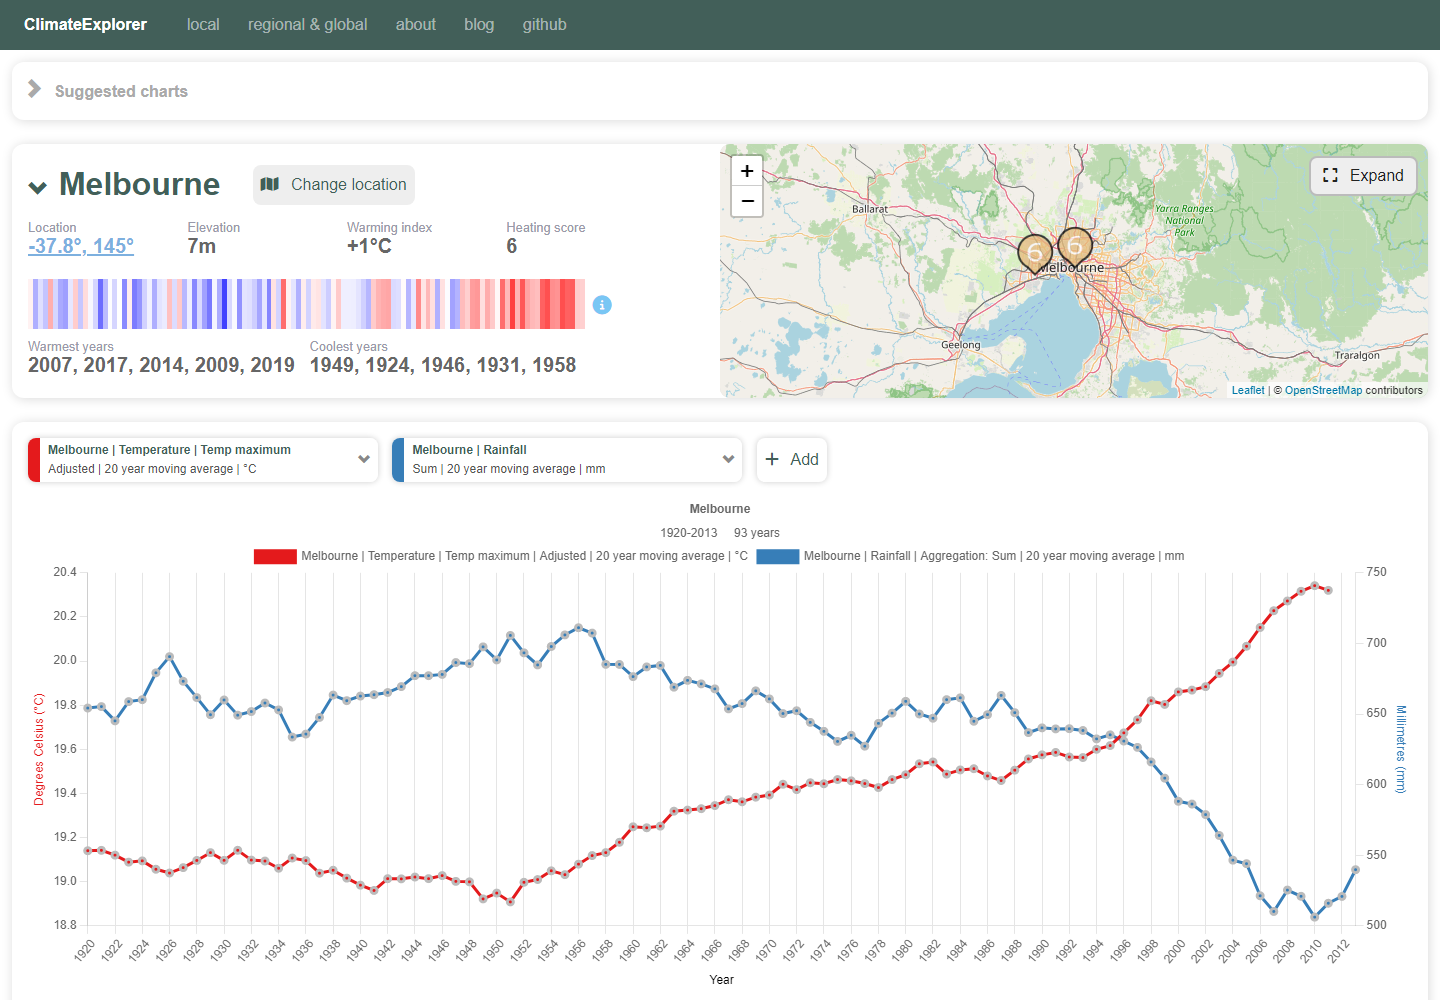 ClimateExplorer local regional & global about blog github
Suggested charts
Melbourne Change location
Location Elevation Warming index Heating score
-37.8°, 145° 7m +1°C 6
Warmest years Coolest years
2007, 2017, 2014, 2009, 2019 1949, 1924, 1946, 1931, 1958
+
−
Expand
Ballarat
Yarra Ranges
National
Park
6 6
Melbourne
Geelong
Traralgon
Leaflet | © OpenStreetMap contributors
Melbourne | Temperature | Temp maximum
Adjusted | 20 year moving average | °C
Melbourne | Rainfall
Sum | 20 year moving average | mm
+ Add
Melbourne
1920-2013 93 years
Melbourne | Temperature | Temp maximum | Adjusted | 20 year moving average | °C Melbourne | Rainfall | Aggregation: Sum | 20 year moving average | mm
20.4
20.2
20.0
19.8
19.6
19.4
19.2
19.0
18.8
Degrees Celsius (°C)
750
700
650
600
550
500
Millimetres (mm)
1920 1922 1924 1926 1928 1930 1932 1934 1936 1938 1940 1942 1944 1946 1948 1950 1952 1954 1956 1958 1960 1962 1964 1966 1968 1970 1972 1974 1976 1978 1980 1982 1984 1986 1988 1990 1992 1994 1996 1998 2000 2002 2004 2006 2008 2010 2012
Year